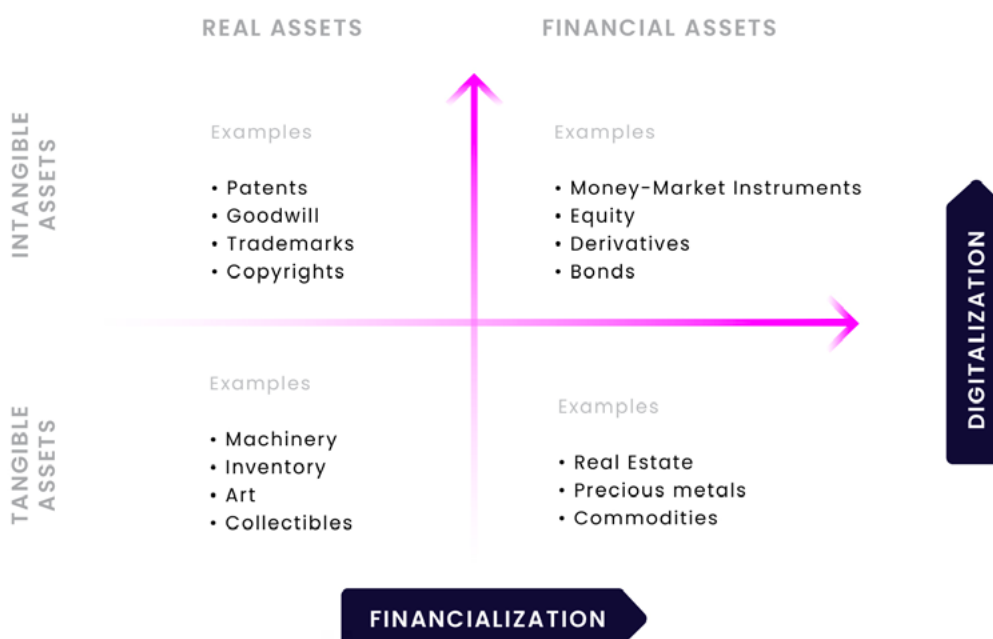 REAL ASSETS
FINANCIAL ASSETS
INTANGIBLE
ASSETS
Examples
• Patents
• Goodwill
• Trademarks
• Copyrights
Examples
• Money-Market Instruments
• Equity
• Derivatives
• Bonds
TANGIBLE
ASSETS
Examples
• Machinery
• Inventory
• Art
• Collectibles
Examples
• Real Estate
• Precious metals
• Commodities
DIGITALIZATION
FINANCIALIZATION